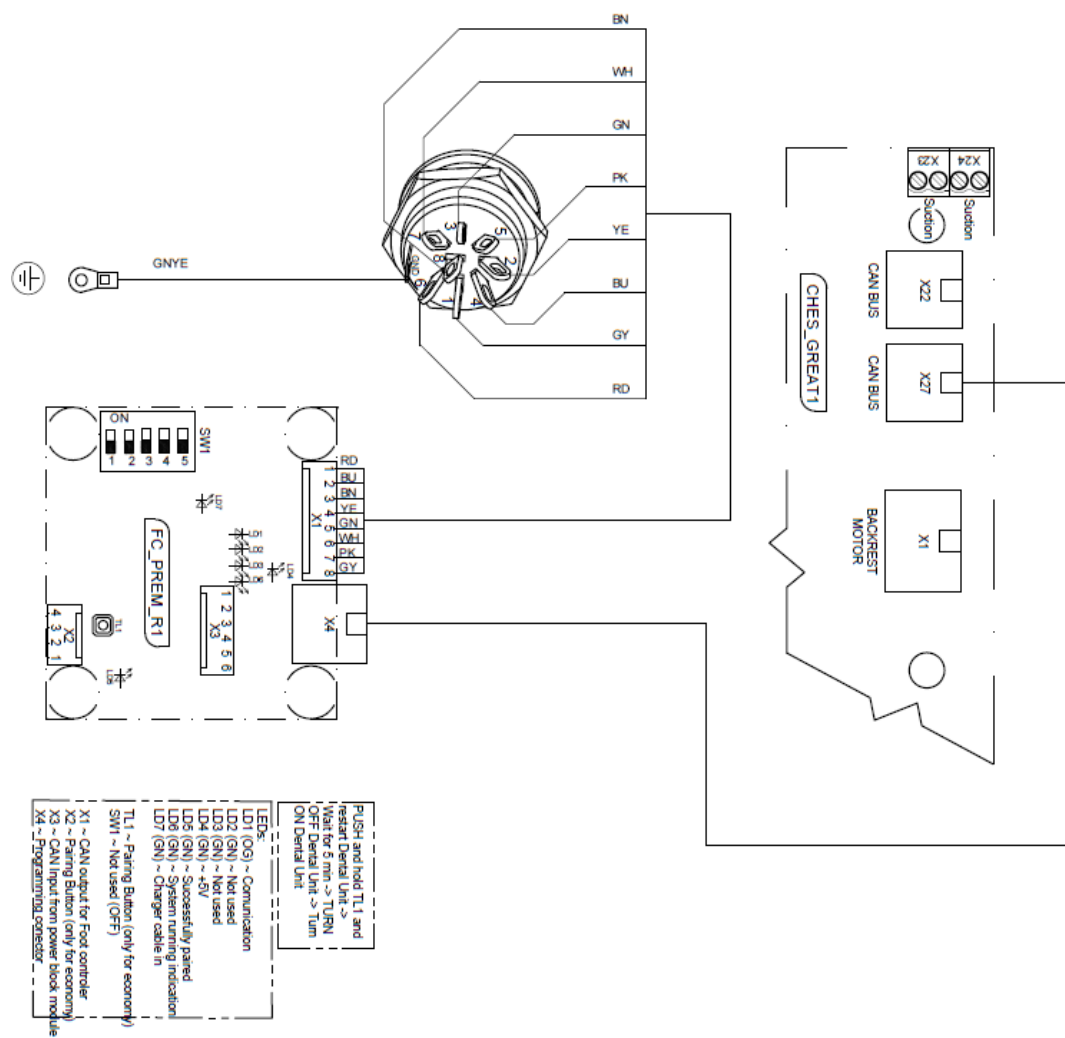 BN
WH
GN
PK
YE
BU
GY
RD
GNYE
3
5
7
8
2
GND
6
1
4
X23
X24
Suction
Suction
CAN BUS
X22
CAN BUS
X27
CHES_GREAT1
BACKREST
MOTOR
X1
ON
1 2 3 4 5
SW1
LD7
FC_PREM_R1
LD4
X1
1 RD
2 BU
3 BN
4 YE
5 GN
6 WH
7 PK
8 GY
X4
X3
1 2 3 4 5 6
X2
4 3 2 1
TL1
PUSH and hold TL1 and
restart Dental Unit ->
Wait for 5 min -> TURN
OFF Dental Unit -> Turn
ON Dental Unit
LEDs:
LD1 (OG) ~ Comunication
LD2 (GN) ~ Not used
LD3 (GN) ~ Not used
LD4 (GN) ~ +5V
LD5 (GN) ~ Successfully paired
LD6 (GN) ~ System running indication
LD7 (GN) ~ Charger cable in
TL1 ~ Pairing Button (only for economy)
SW1 ~ Not used (OFF)
X1 ~ CAN output for Foot controler
X2 ~ Pairing Button (only for economy)
X3 ~ CAN Input from power block module
X4 ~ Programming conector